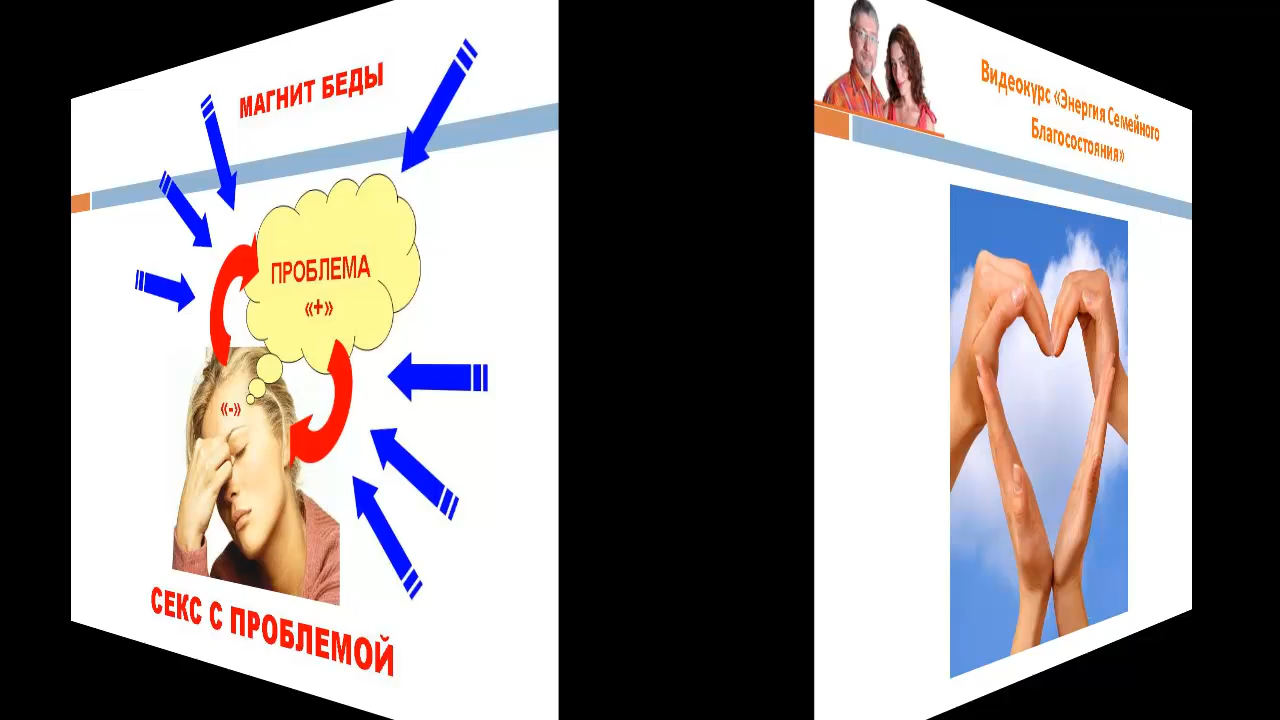 МАГНИТ БЕДЫ
ПРОБЛЕМА
«+»
«-»
СЕКС С ПРОБЛЕМОЙ
Видеокурс «Энергия Семейного
Благосостояния»